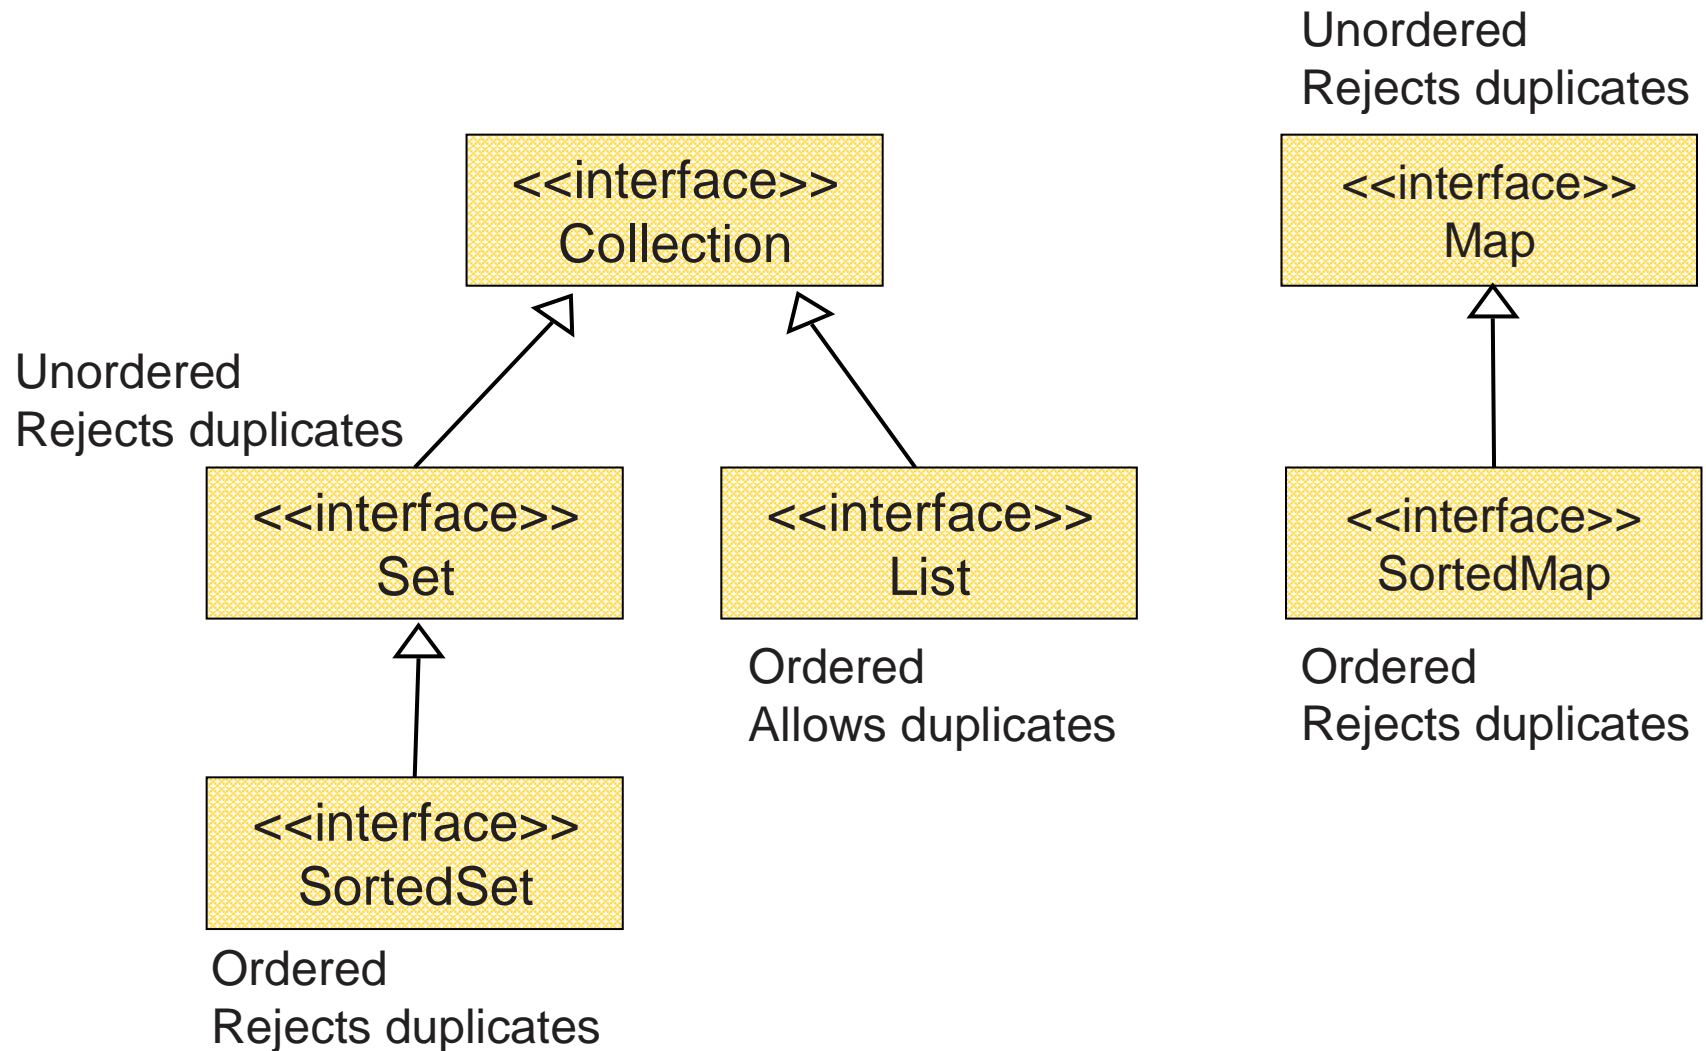 Unordered
Rejects duplicates
<<interface>>
Collection
<<interface>>
Map
Unordered
Rejects duplicates
<<interface>>
Set
<<interface>>
List
<<interface>>
SortedMap
Ordered
Allows duplicates
Ordered
Rejects duplicates
<<interface>>
SortedSet
Ordered
Rejects duplicates